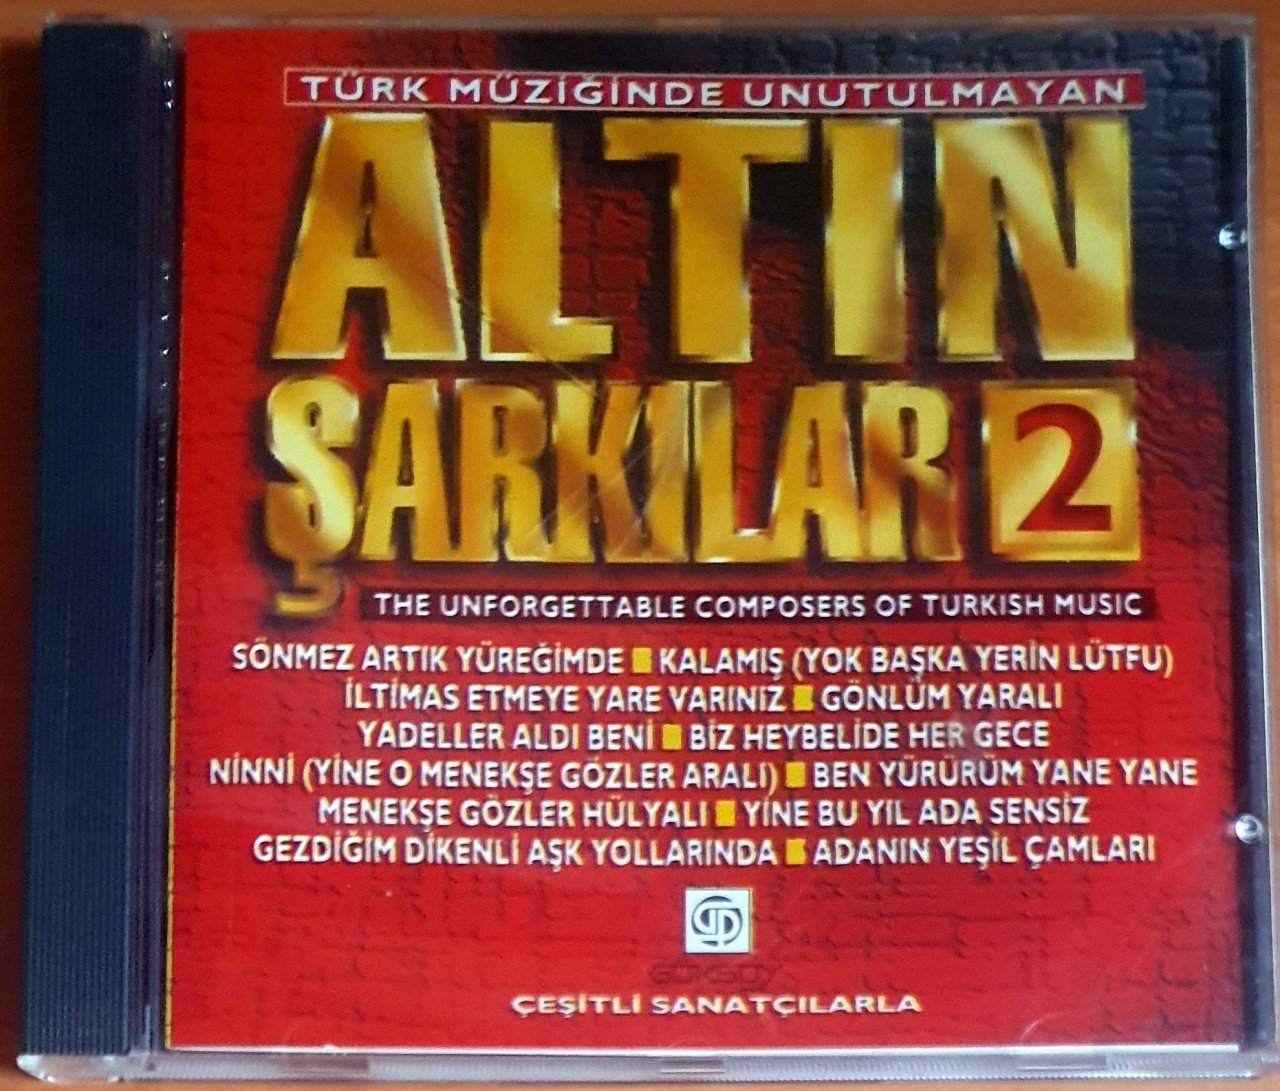 TÜRK MÜZİĞİNDE UNUTULMAYAN
ALTIN
ŞARKILAR 2
THE UNFORGETTABLE COMPOSERS OF TURKISH MUSIC
SÖNMEZ ARTIK YÜREĞİMDE ■ KALAMIŞ (YOK BAŞKA YERİN LÜTFU)
İLTİMAS ETMEYE YARE VARINIZ ■ GÖNLÜM YARALI
YADELLER ALDI BENİ ■ BİZ HEYBELİDE HER GECE
NİNNİ (YİNE O MENEKŞE GÖZLER ARALI) ■ BEN YÜRÜRÜM YANE YANE
MENEKŞE GÖZLER HÜLYALI ■ YİNE BU YIL ADA SENSİZ
GEZDİĞİM DİKENLİ AŞK YOLLARINDA ■ ADANIN YEŞİL ÇAMLARI
GÖKSOY
ÇEŞİTLİ SANATÇILARLA